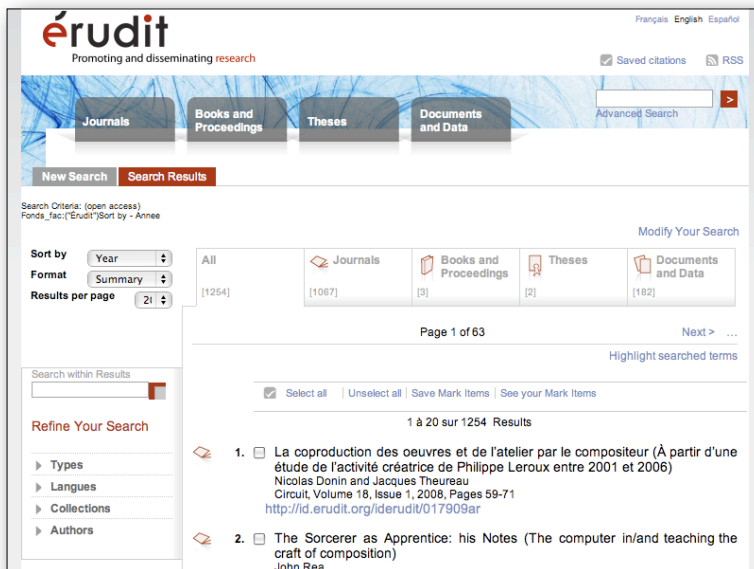 Français English Español
érudit
Promoting and disseminating research
Saved citations RSS
Journals
Books and
Proceedings
Theses
Documents
and Data
>
Advanced Search
New Search Search Results
Search Criteria: (open access)
Fonds_fac:("Érudit")Sort by - Annee
Modify Your Search
Sort by Year
Format Summary
Results per page
All
[1254]
Journals
[1067]
Books and
Proceedings
[3]
Theses
[2]
Documents
and Data
[182]
Page 1 of 63 Next > ...
Highlight searched terms
Search within Results
Select all | Unselect all | Save Mark Items | See your Mark Items
1 à 20 sur 1254 Results
Refine Your Search
Types
Langues
Collections
Authors
1. La coproduction des oeuvres et de l'atelier par le compositeur (À partir d'une
étude de l'activité créatrice de Philippe Leroux entre 2001 et 2006)
Nicolas Donin and Jacques Theureau
Circuit, Volume 18, Issue 1, 2008, Pages 59-71
http://id.erudit.org/iderudit/017909ar
2. The Sorcerer as Apprentice: his Notes (The computer in/and teaching the
craft of composition)
John Rea